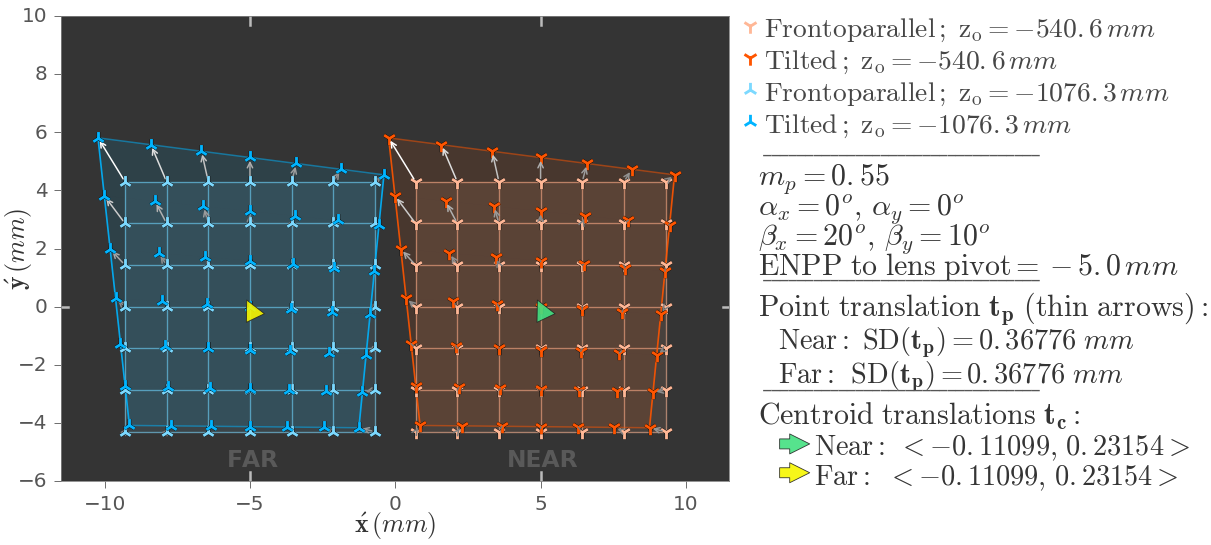 10
8
6
4
2
0
−2
−4
−6
−10
−5
0
5
10
x́ (mm)
ý (mm)
FAR
NEAR
Frontoparallel; z_o = −540.6 mm
Tilted; z_o = −540.6 mm
Frontoparallel; z_o = −1076.3 mm
Tilted; z_o = −1076.3 mm
m_p = 0.55
α_x = 0°, α_y = 0°
β_x = 20°, β_y = 10°
ENPP to lens pivot = −5.0 mm
Point translation t_p (thin arrows):
Near: SD(t_p) = 0.36776 mm
Far: SD(t_p) = 0.36776 mm
Centroid translations t_c:
Near: <−0.11099, 0.23154>
Far: <−0.11099, 0.23154>